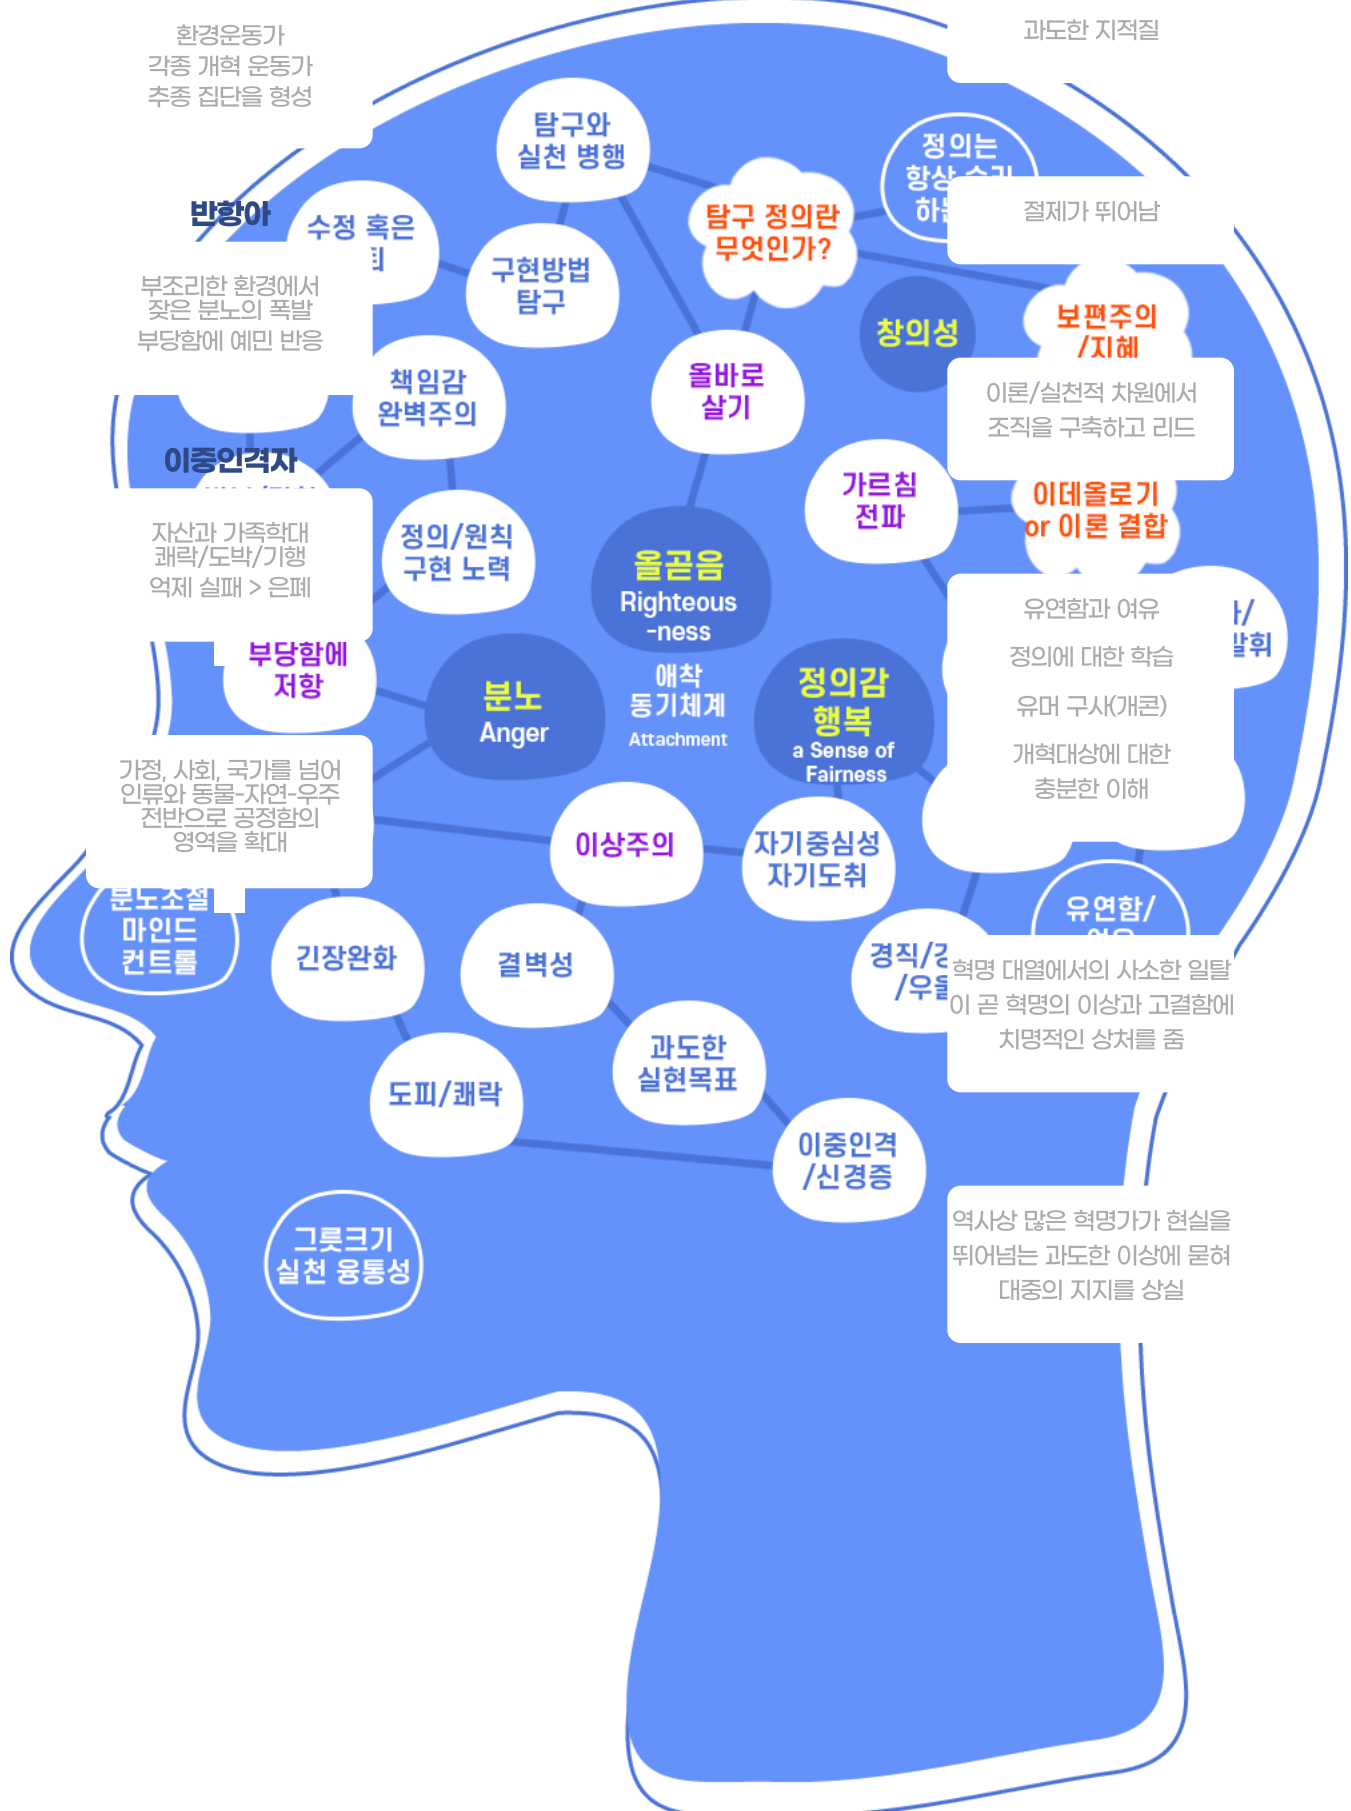 환경운동가
각종 개혁 운동가
추종 집단을 형성
과도한 지적질
탐구와
실천 병행
정의는
항상
탐구 정의란
무엇인가?
반항아
수정 혹은
절제가 뛰어남
구현방법
탐구
부조리한 환경에서
잦은 분노의 폭발
부당함에 예민 반응
창의성
보편주의
/지혜
책임감
완벽주의
올바로
살기
이론/실천적 차원에서
조직을 구축하고 리드
이중인격자
가르침
전파
이데올로기
or 이론 결합
자산과 가족학대
쾌락/도박/기행
억제 실패 > 은폐
정의/원칙
구현 노력
올곧음
Righteous
-ness
유연함과 여유
정의에 대한 학습
유머 구사(개콘)
개혁대상에 대한
충분한 이해
부당함에
저항
분노
Anger
애착
동기체계
Attachment
정의감
행복
a Sense of
Fairness
가정, 사회, 국가를 넘어
인류와 동물-자연-우주
전반으로 공정함의
영역을 확대
이상주의
자기중심성
자기도취
분노조절
마인드
컨트롤
긴장완화
결벽성
경직/
유연함/
혁명 대열에서의 사소한 일탈
이 곧 혁명의 이상과 고결함에
치명적인 상처를 줌
과도한
실현목표
도피/쾌락
이중인격
/신경증
그릇크기
실천 융통성
역사상 많은 혁명가가 현실을
뛰어넘는 과도한 이상에 묻혀
대중의 지지를 상실